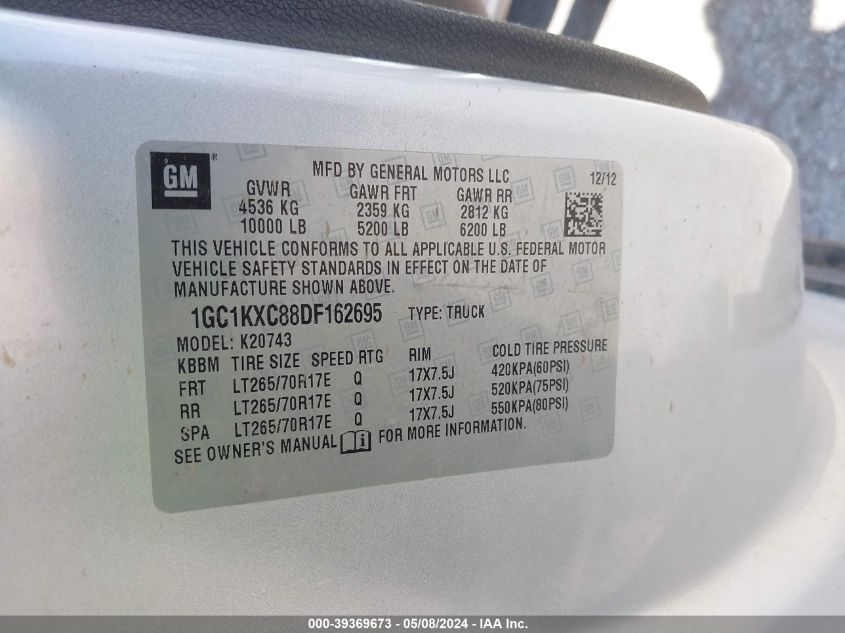 GM ®
MFD BY GENERAL MOTORS LLC
12/12
GVWR GAWR FRT GAWR RR
4536 KG 2359 KG 2812 KG
10000 LB 5200 LB 6200 LB
THIS VEHICLE CONFORMS TO ALL APPLICABLE U.S. FEDERAL MOTOR
VEHICLE SAFETY STANDARDS IN EFFECT ON THE DATE OF
MANUFACTURE SHOWN ABOVE.
1GC1KXC88DF162695 TYPE: TRUCK
MODEL: K20743
KBBM TIRE SIZE SPEED RTG RIM COLD TIRE PRESSURE
FRT LT265/70R17E Q 17X7.5J 420KPA(60PSI)
RR LT265/70R17E Q 17X7.5J 520KPA(75PSI)
SPA LT265/70R17E Q 17X7.5J 550KPA(80PSI)
SEE OWNER'S MANUAL i FOR MORE INFORMATION.
000-39369673 - 05/08/2024 - IAA Inc.